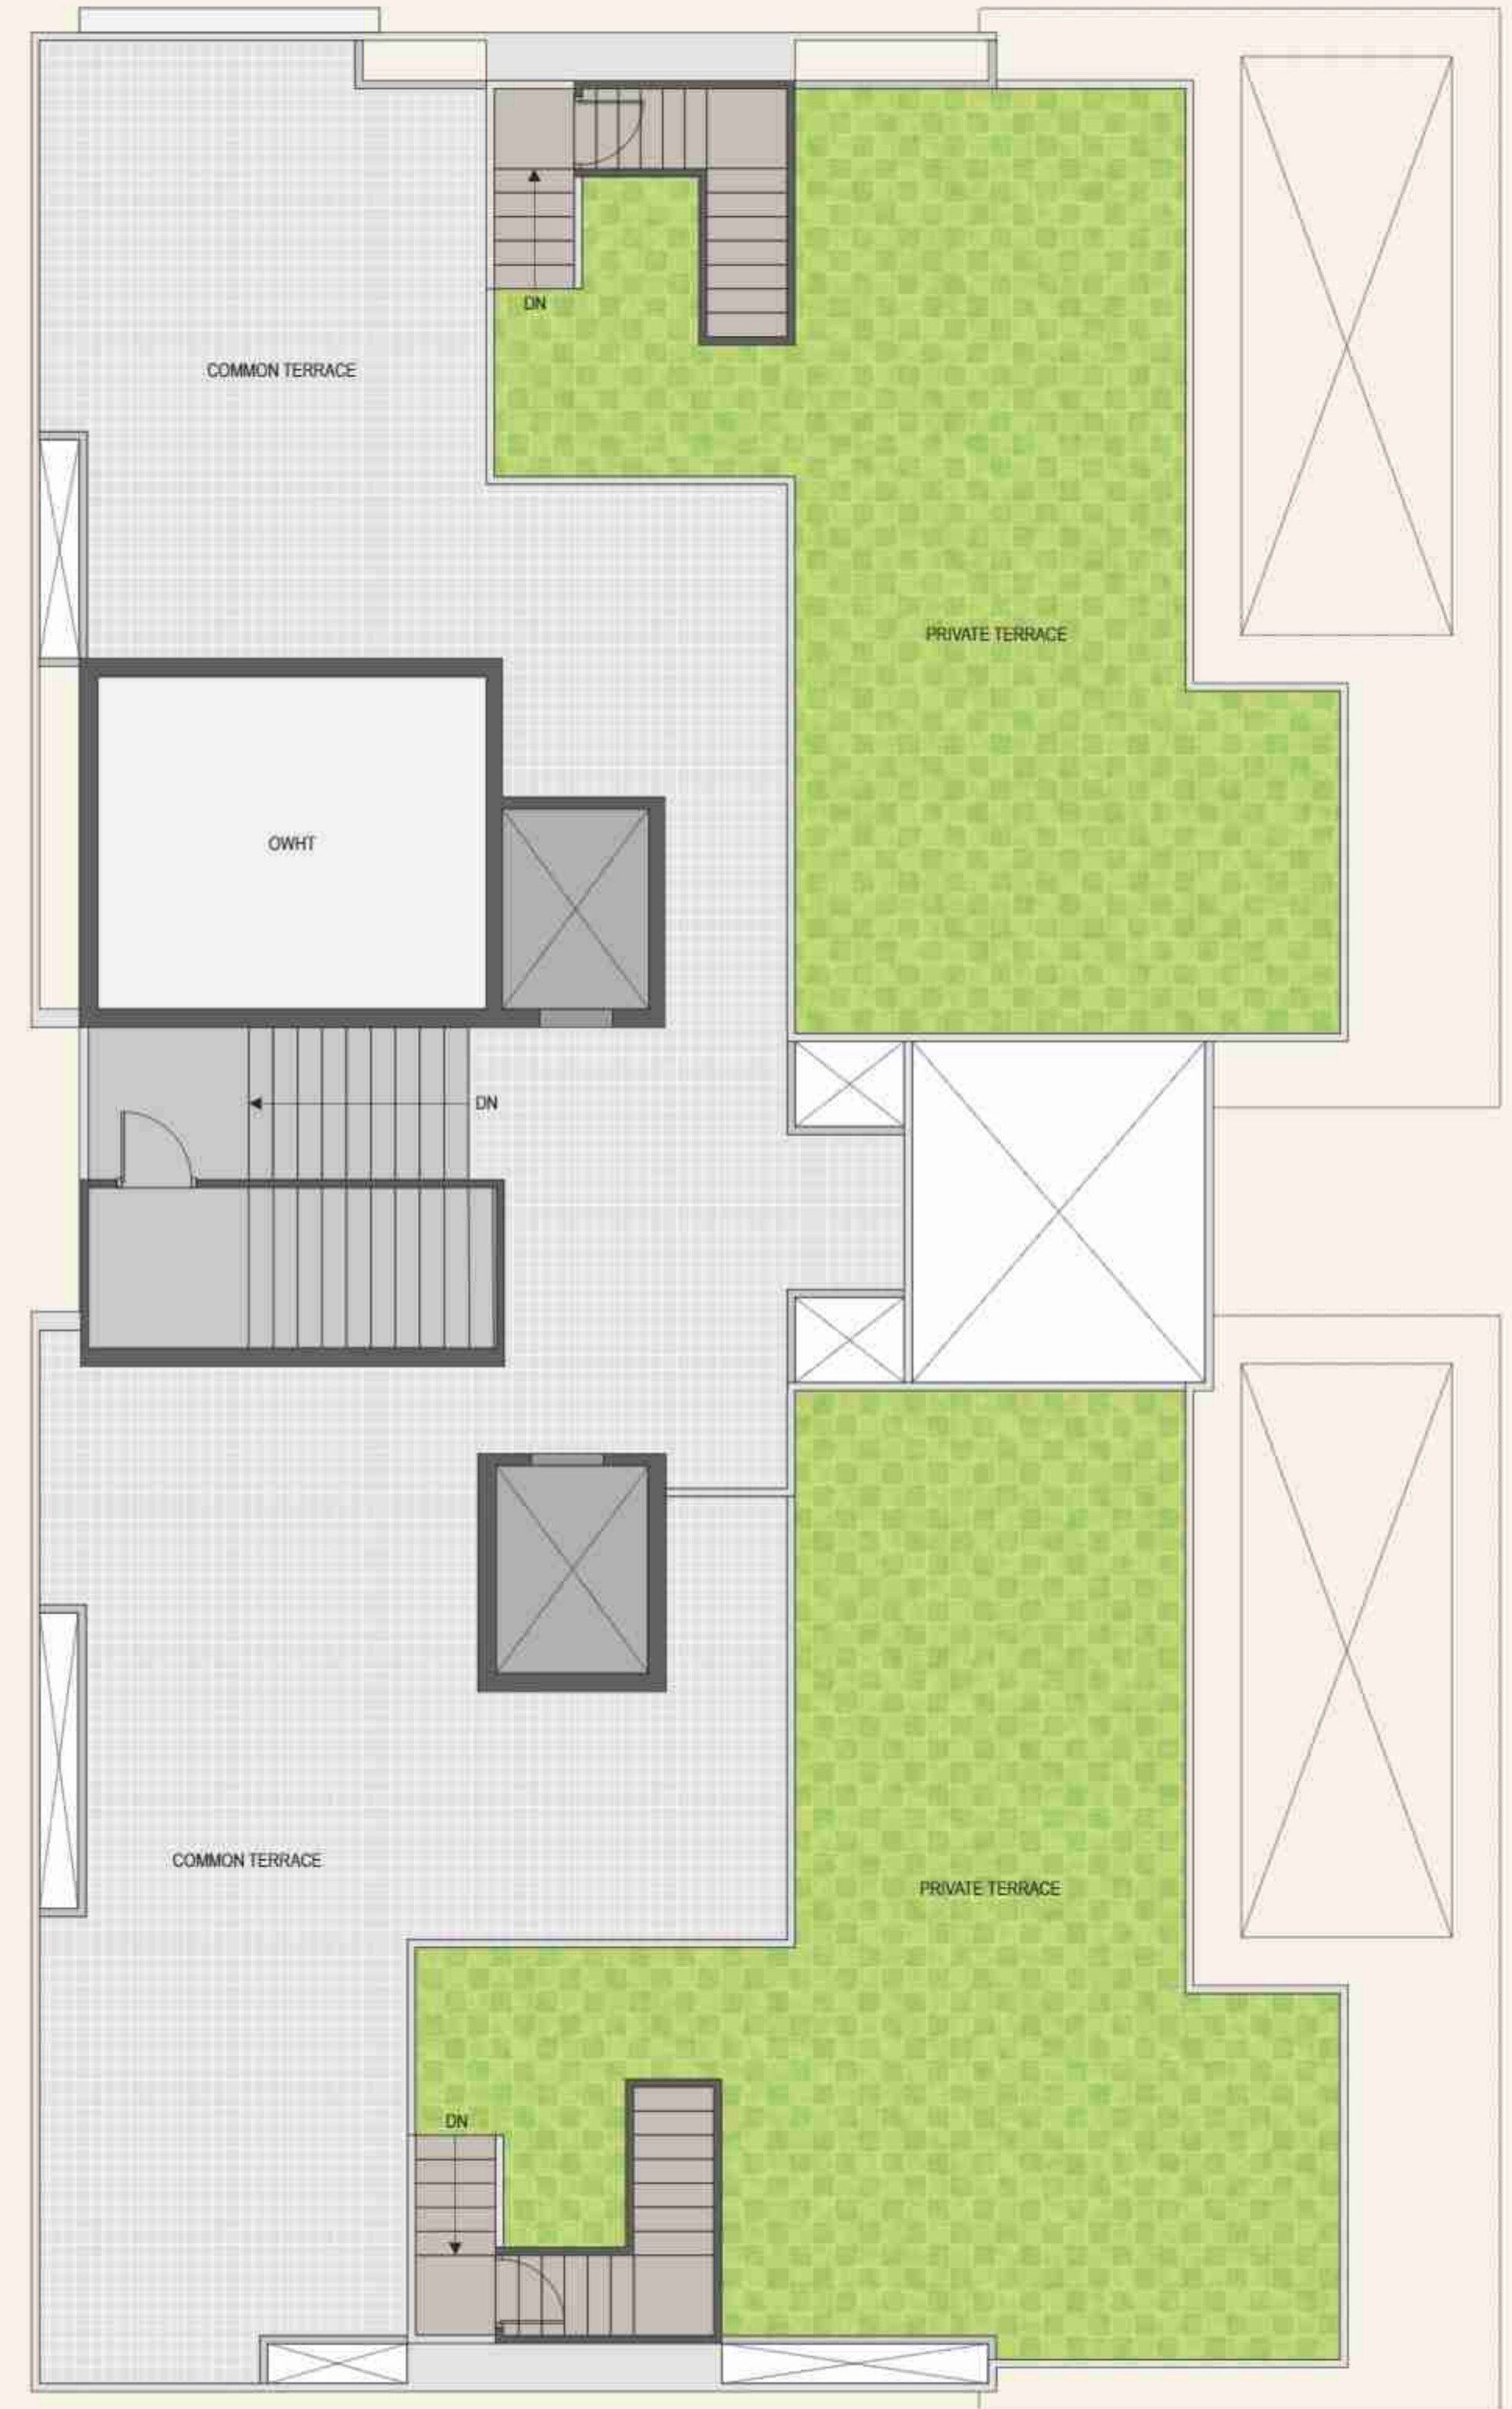 DN
COMMON TERRACE
PRIVATE TERRACE
OWHT
DN
COMMON TERRACE
PRIVATE TERRACE
DN